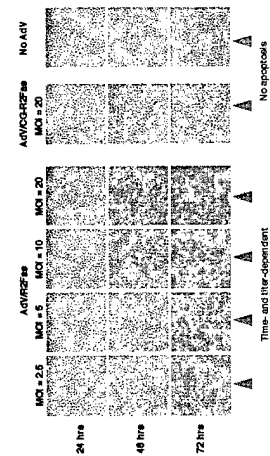 AdV/R2Fas
AdV/CG-R2Fas
No AdV
MOI = 2.5
MOI = 5
MOI = 10
MOI = 20
MOI = 20
24 hrs
48 hrs
72 hrs
Time- and titer-dependent
No apoptosis